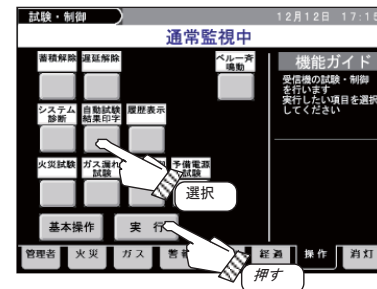 試験・制御
12月12日 17:15
通常監視中
蓄積解除 遅延解除 ベル一斉
鳴動
機能ガイド
受信機の試験・制御
を行います
実行したい項目を選択
してください
システム
診断
自動試験
結果印字
履歴表示
火災試験
ガス漏れ
試験
予備電源
試験
選択
基本操作 実 行
押す
管理者 火災 ガス 警 経過 操作 消灯